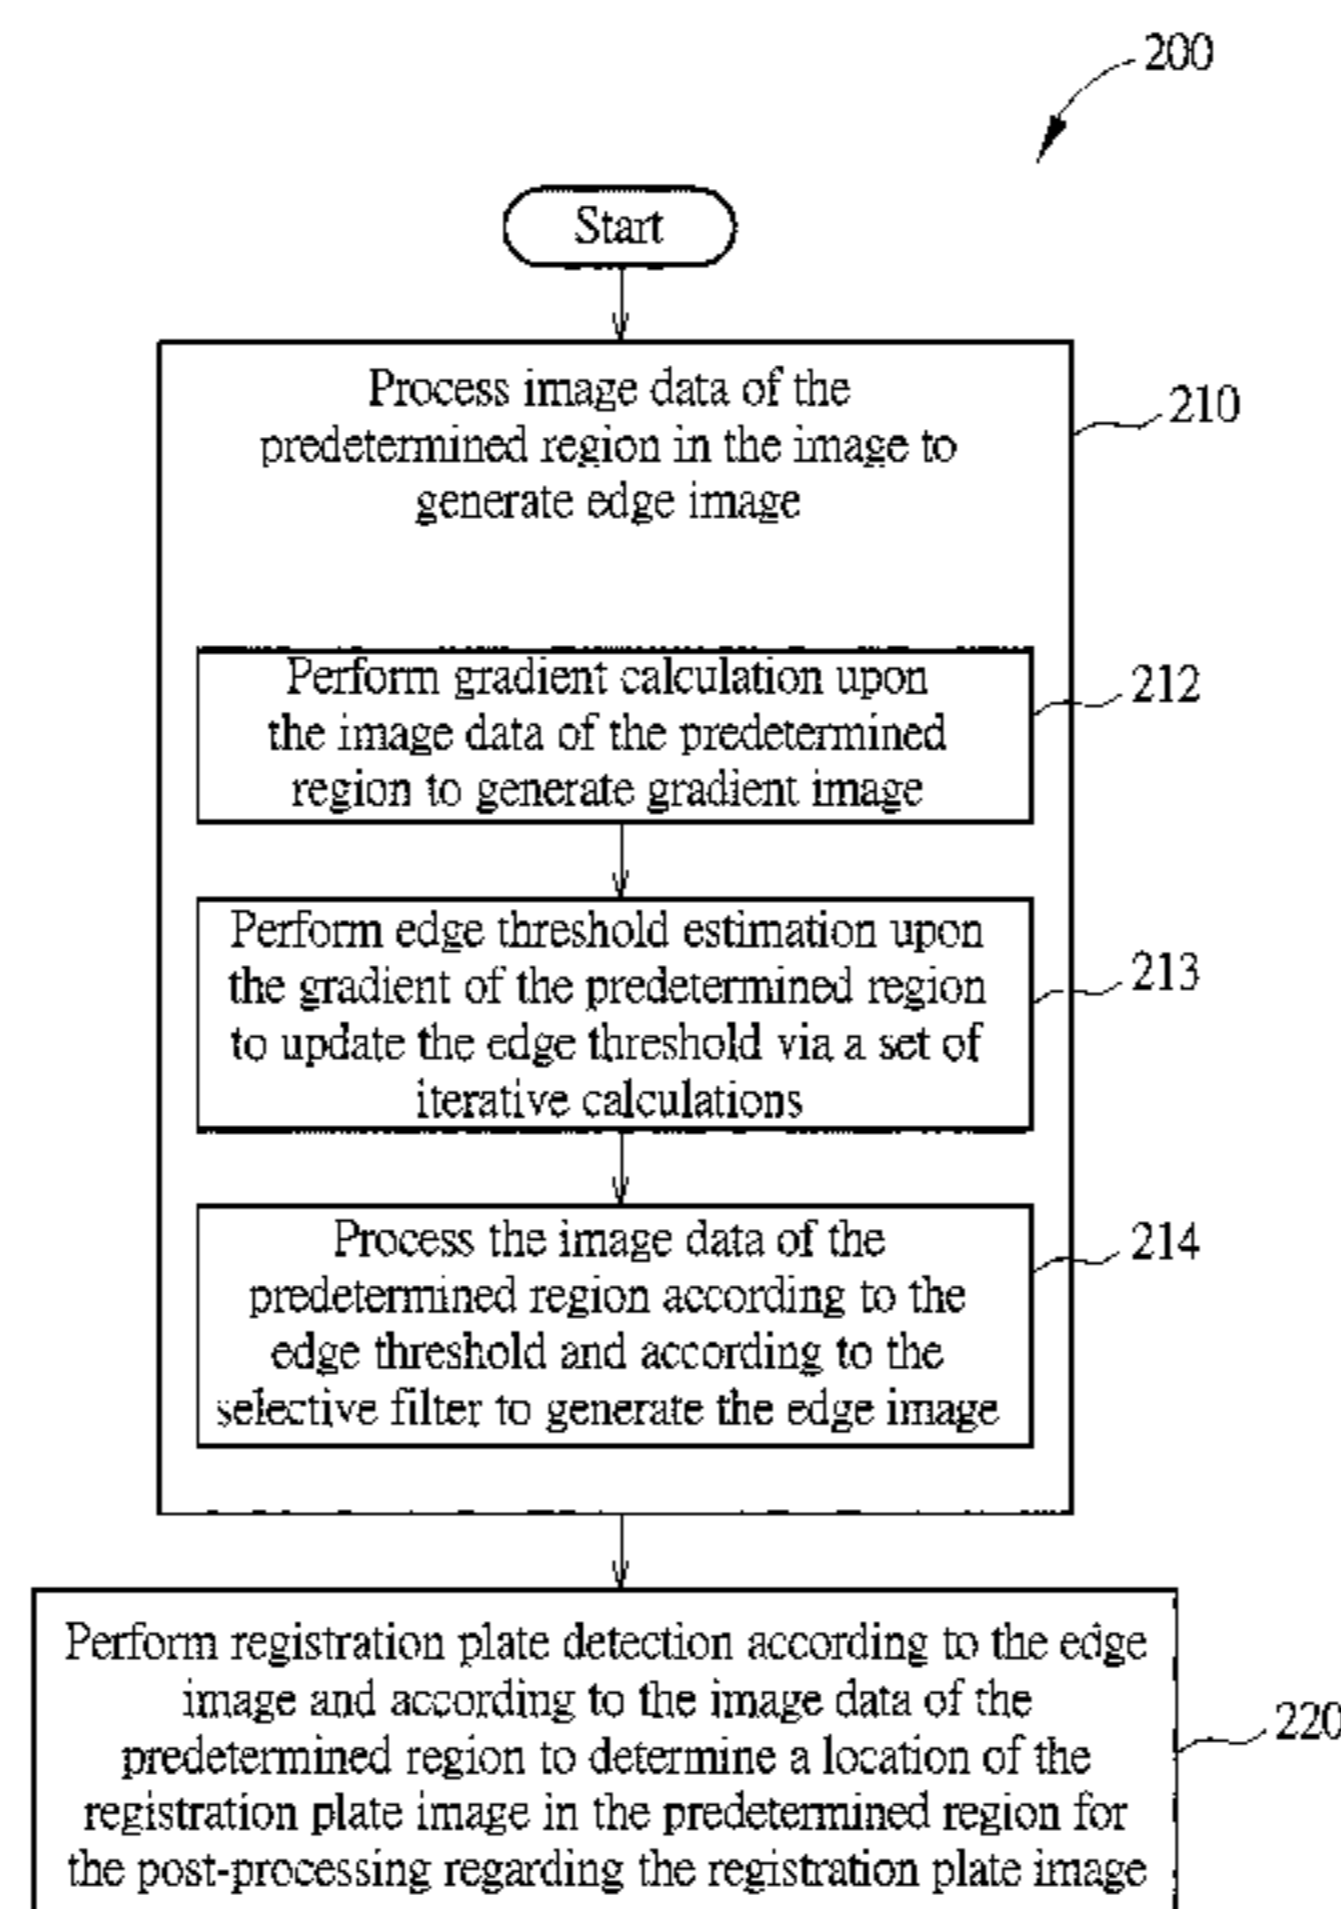 200
Start
Process image data of the
predetermined region in the image to
generate edge image
210
Perform gradient calculation upon
the image data of the predetermined
region to generate gradient image
212
Perform edge threshold estimation upon
the gradient of the predetermined region
to update the edge threshold via a set of
iterative calculations
213
Process the image data of the
predetermined region according to the
edge threshold and according to the
selective filter to generate the edge image
214
Perform registration plate detection according to the edge
image and according to the image data of the
predetermined region to determine a location of the
registration plate image in the predetermined region for
the post-processing regarding the registration plate image
220